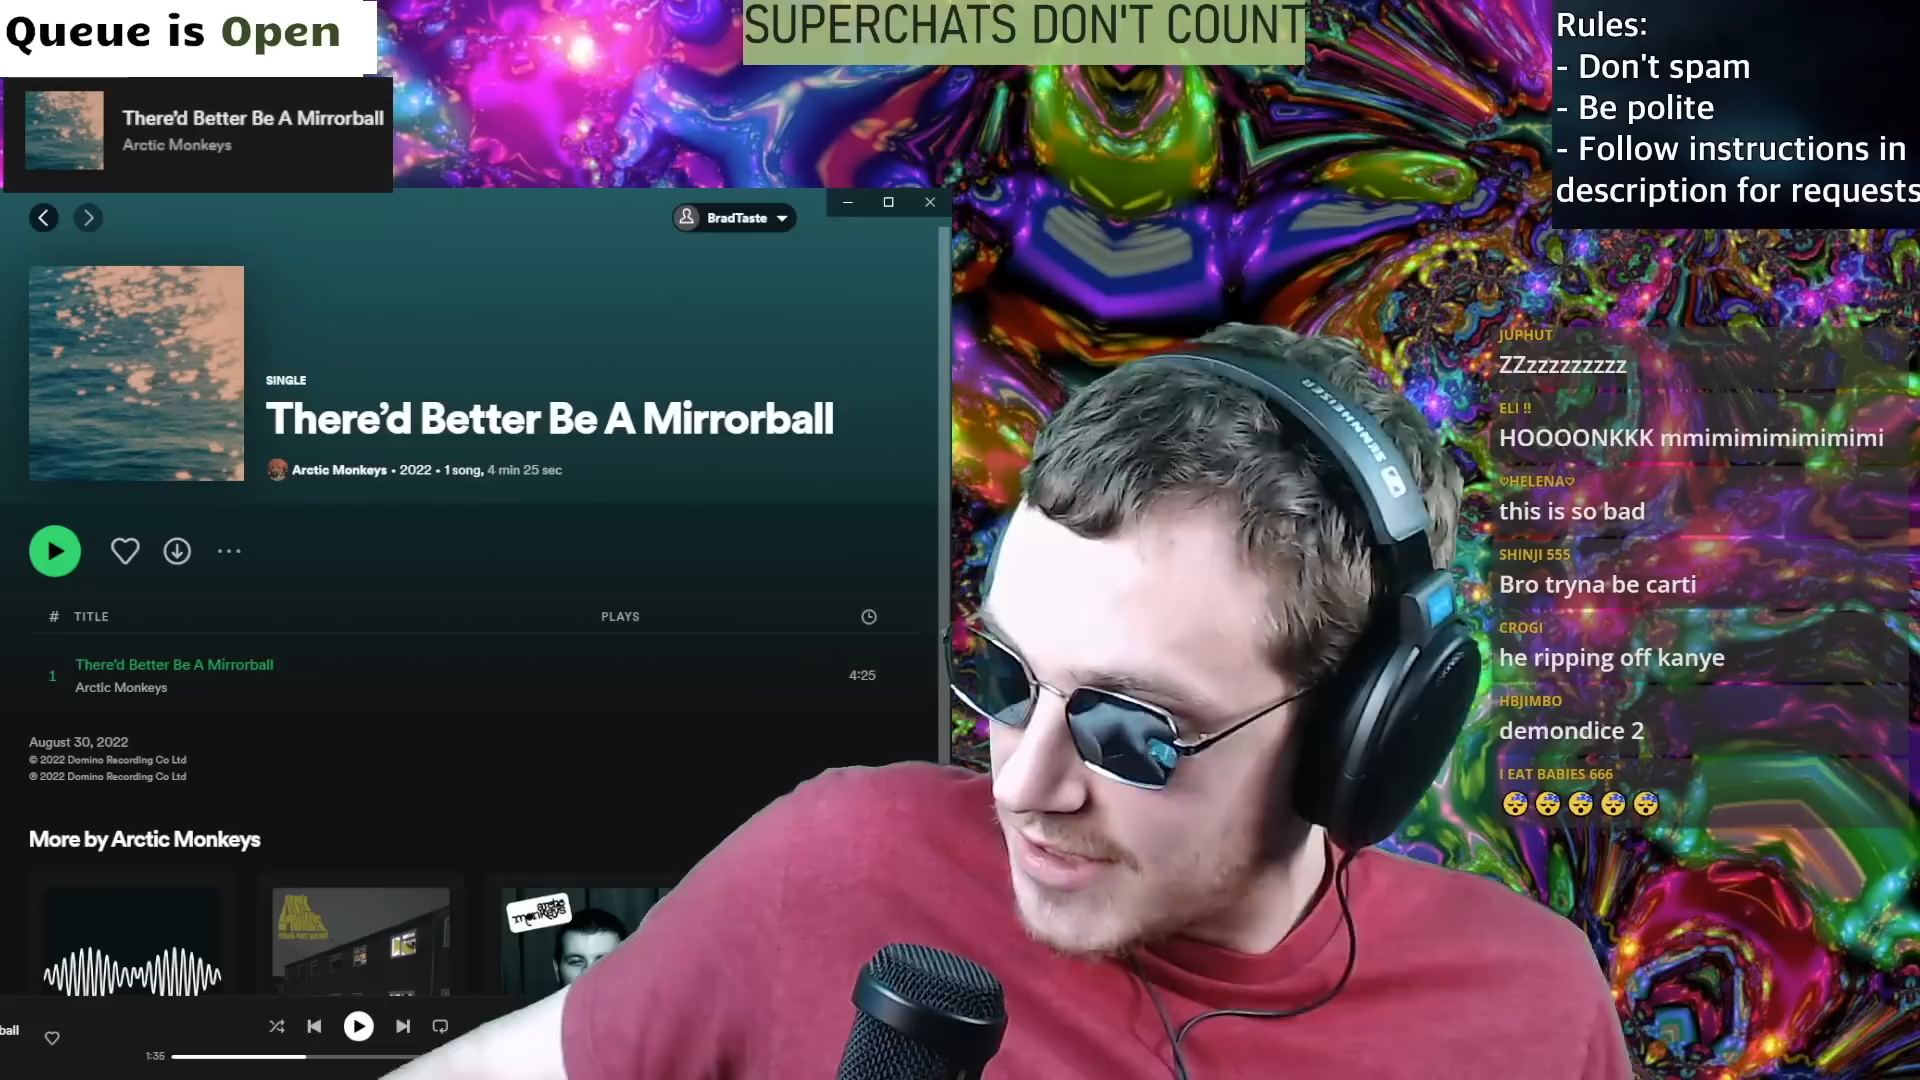 Queue is Open
There'd Better Be A Mirrorball
Arctic Monkeys
SUPERCHATS DON'T COUNT
Rules:
- Don't spam
- Be polite
- Follow instructions in
description for requests
BradTaste
SINGLE
There'd Better Be A Mirrorball
Arctic Monkeys • 2022 • 1 song, 4 min 25 sec
# TITLE PLAYS
1 There'd Better Be A Mirrorball 4:25
Arctic Monkeys
August 30, 2022
© 2022 Domino Recording Co Ltd
℗ 2022 Domino Recording Co Ltd
More by Arctic Monkeys
arctic
monkeys
ball
1:35
SENNHEISER
JUPHUT
ZZzzzzzzzzz
ELI !!
HOOOONKKK mmimimimimimimi
♡HELENA♡
this is so bad
SHINJI 555
Bro tryna be carti
CROGI
he ripping off kanye
HBJIMBO
demondice 2
I EAT BABIES 666